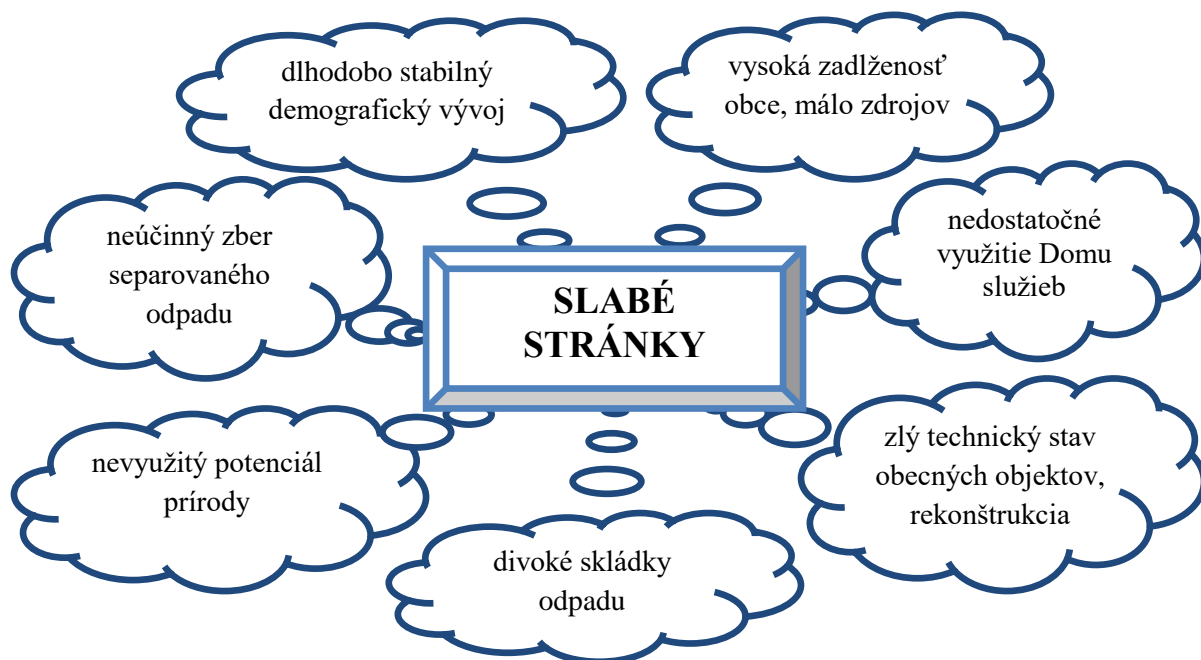 dlhodobo stabilný
demografický vývoj
vysoká zadlženosť
obce, málo zdrojov
neúčinný zber
separovaného
odpadu
nedostatočné
využitie Domu
služieb
SLABÉ
STRÁNKY
nevyužitý potenciál
prírody
zlý technický stav
obecných objektov,
rekonštrukcia
divoké skládky
odpadu